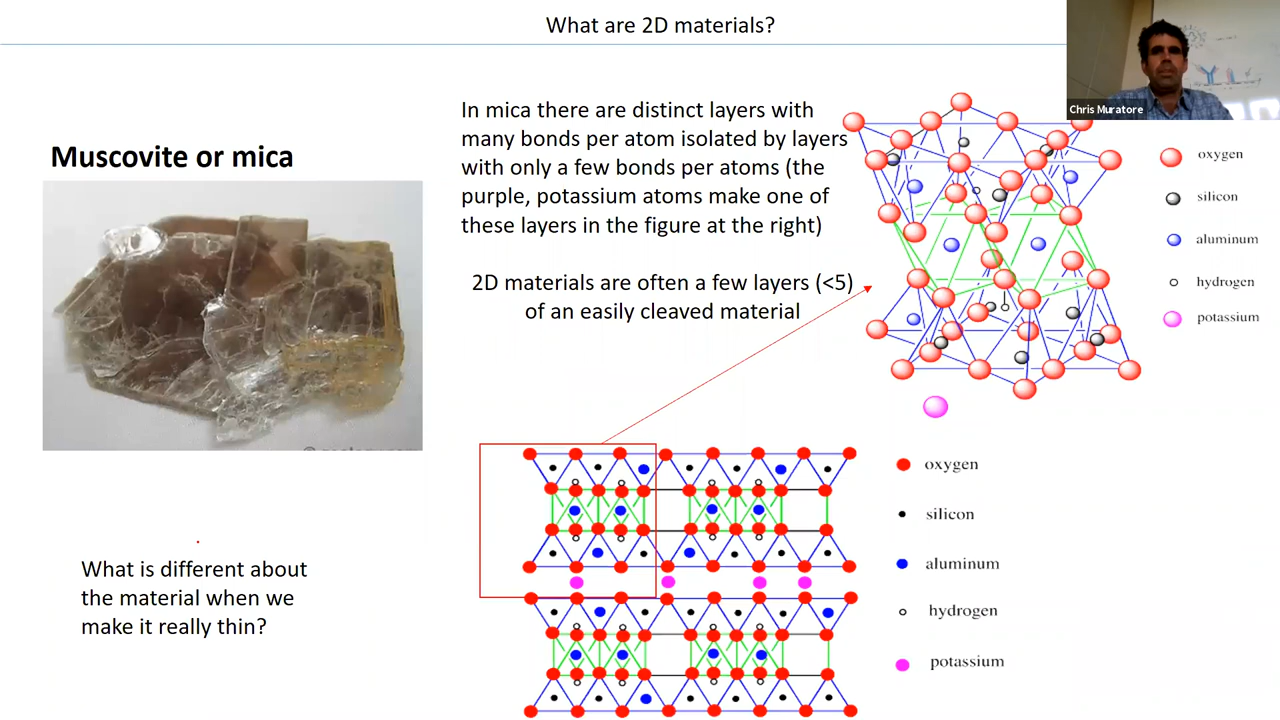 What are 2D materials?
Chris Muratore
Muscovite or mica
In mica there are distinct layers with
many bonds per atom isolated by layers
with only a few bonds per atoms (the
purple, potassium atoms make one of
these layers in the figure at the right)
2D materials are often a few layers (<5)
of an easily cleaved material
oxygen
silicon
aluminum
hydrogen
potassium
What is different about
the material when we
make it really thin?
oxygen
silicon
aluminum
hydrogen
potassium